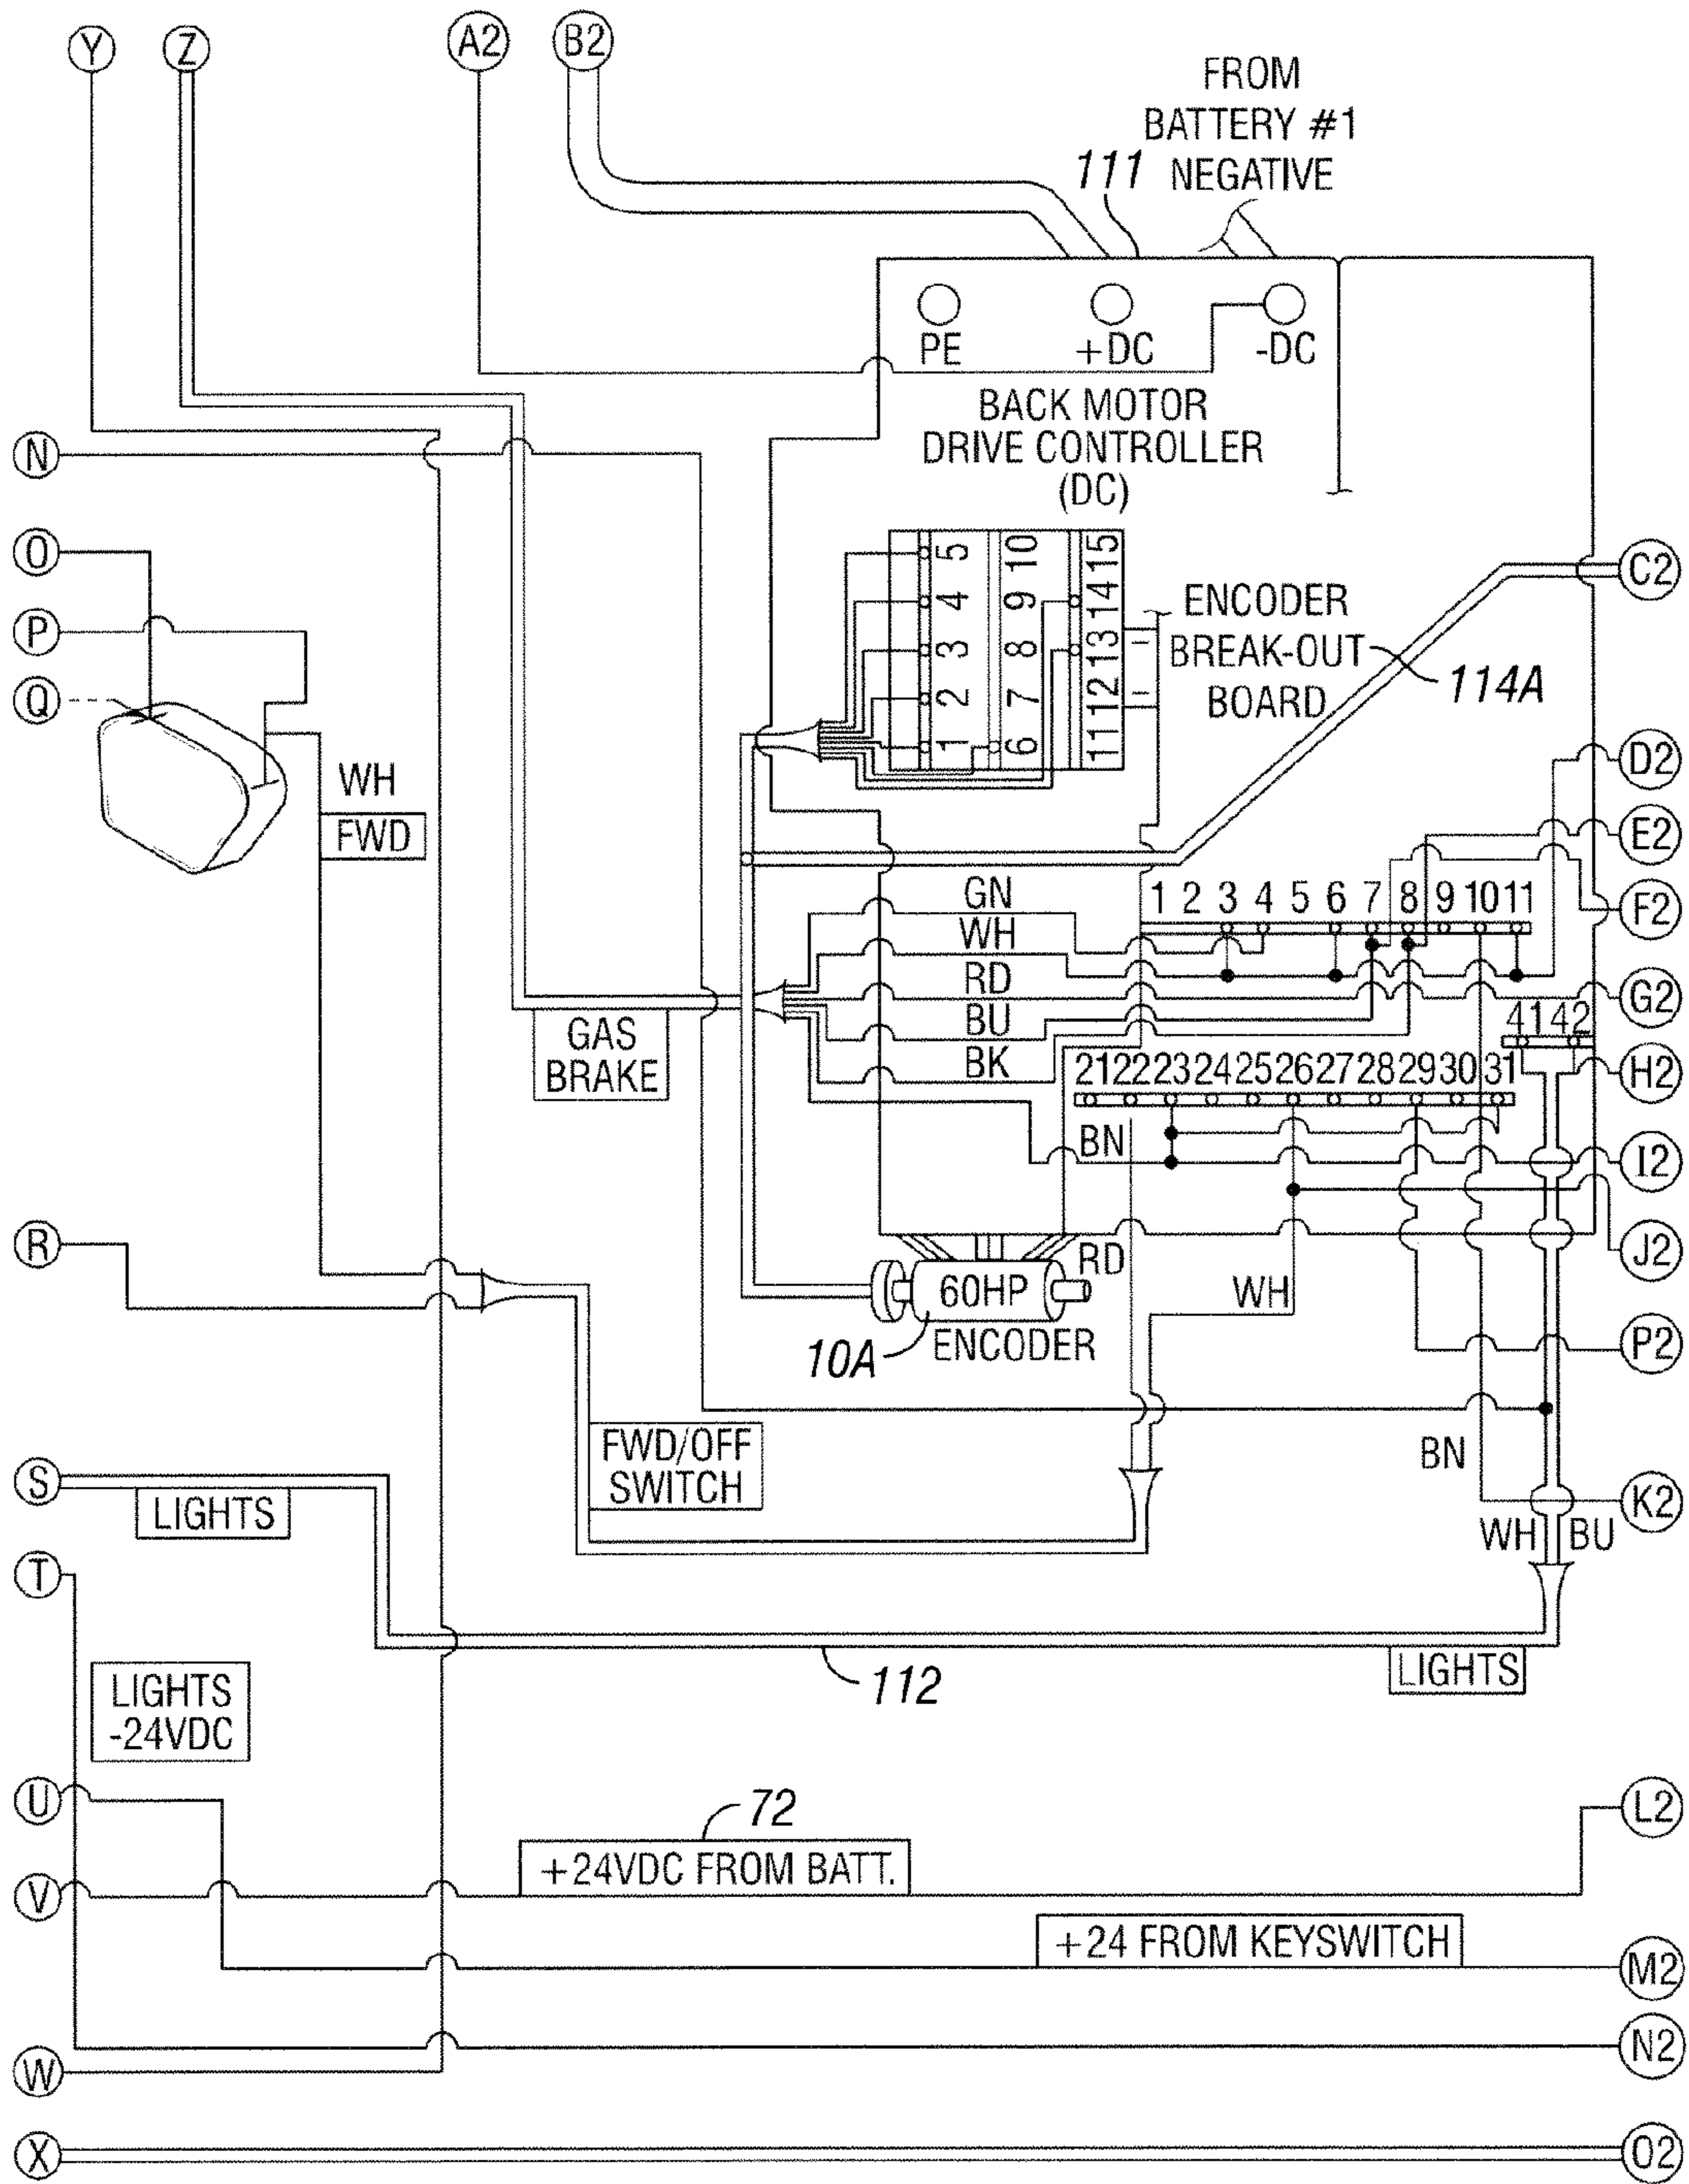 Y
Z
A2
B2
FROM
BATTERY #1
NEGATIVE
111
PE
+DC
-DC
BACK MOTOR
DRIVE CONTROLLER
(DC)
N
O
P
Q
WH
FWD
5 10 15
4 9 14
3 8 13
2 7 12
1 6 11
ENCODER
BREAK-OUT
BOARD
114A
C2
D2
E2
F2
G2
H2
I2
J2
P2
K2
GN
WH
RD
BU
BK
1 2 3 4 5 6 7 8 9 10 11
41 42
21 22 23 24 25 26 27 28 29 30 31
GAS
BRAKE
BN
RD
WH
60HP
ENCODER
10A
R
FWD/OFF
SWITCH
BN
WH
BU
S
LIGHTS
T
LIGHTS
112
LIGHTS
-24VDC
U
72
+24VDC FROM BATT.
L2
V
+24 FROM KEYSWITCH
M2
N2
W
X
O2